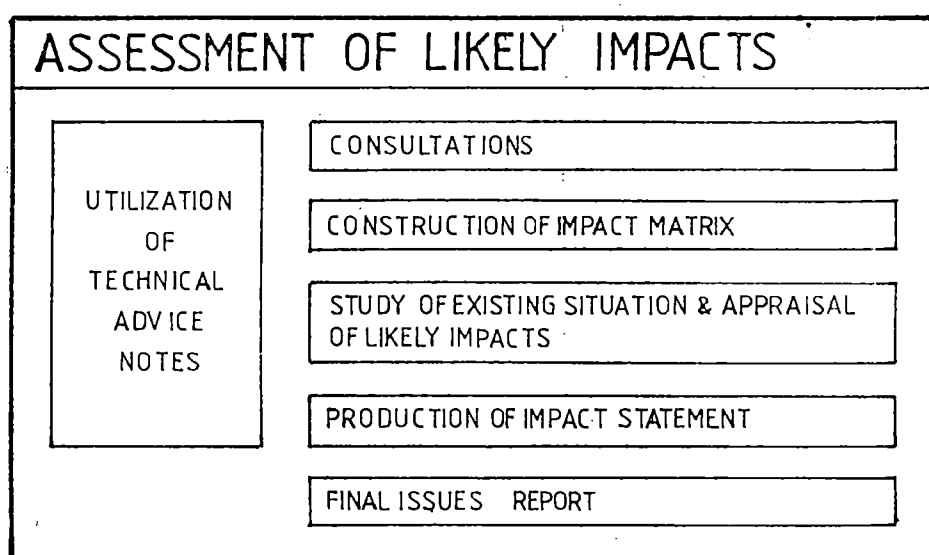 ASSESSMENT OF LIKELY IMPACTS
UTILIZATION
OF
TECHNICAL
ADVICE
NOTES
CONSULTATIONS
CONSTRUCTION OF IMPACT MATRIX
STUDY OF EXISTING SITUATION & APPRAISAL
OF LIKELY IMPACTS
PRODUCTION OF IMPACT STATEMENT
FINAL ISSUES REPORT